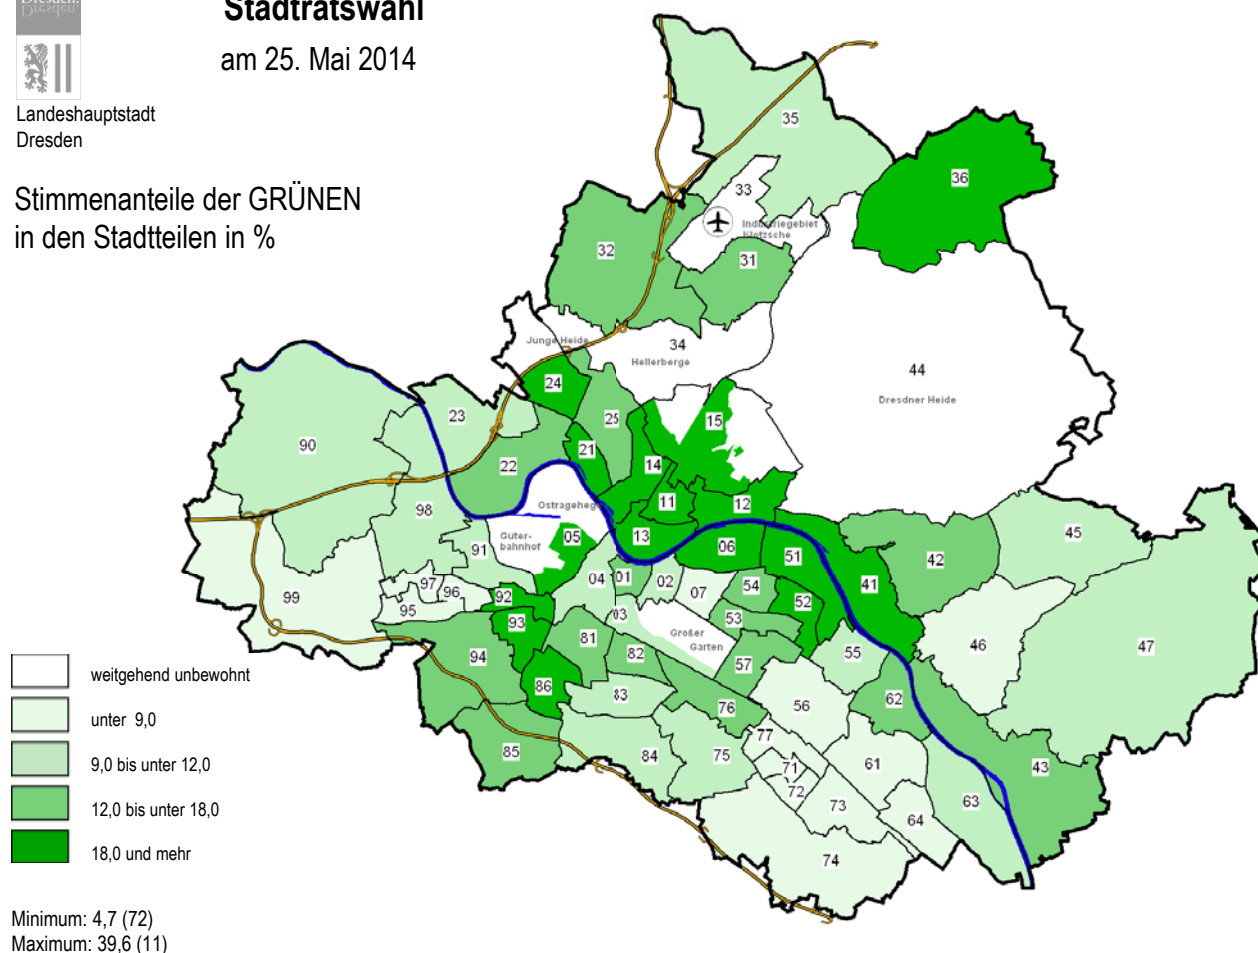 Dresden.
Stadtratswahl
am 25. Mai 2014
Landeshauptstadt
Dresden
Stimmenanteile der GRÜNEN
in den Stadtteilen in %
35
36
33
Industriegebiet
Klotzsche
32
31
Junge Heide
34
Hellerberge
44
Dresdner Heide
24
23
25
15
90
21
22
14
11
12
Ostragehege
98
13
05
Güter-
bahnhof
91
06
51
42
45
04
01
02
07
54
41
97
96
92
99
95
03
53
52
93
81
Großer
Garten
46
47
94
82
57
55
86
83
76
56
62
85
84
75
77
61
43
71
72
73
63
64
74
weitgehend unbewohnt
unter 9,0
9,0 bis unter 12,0
12,0 bis unter 18,0
18,0 und mehr
Minimum: 4,7 (72)
Maximum: 39,6 (11)